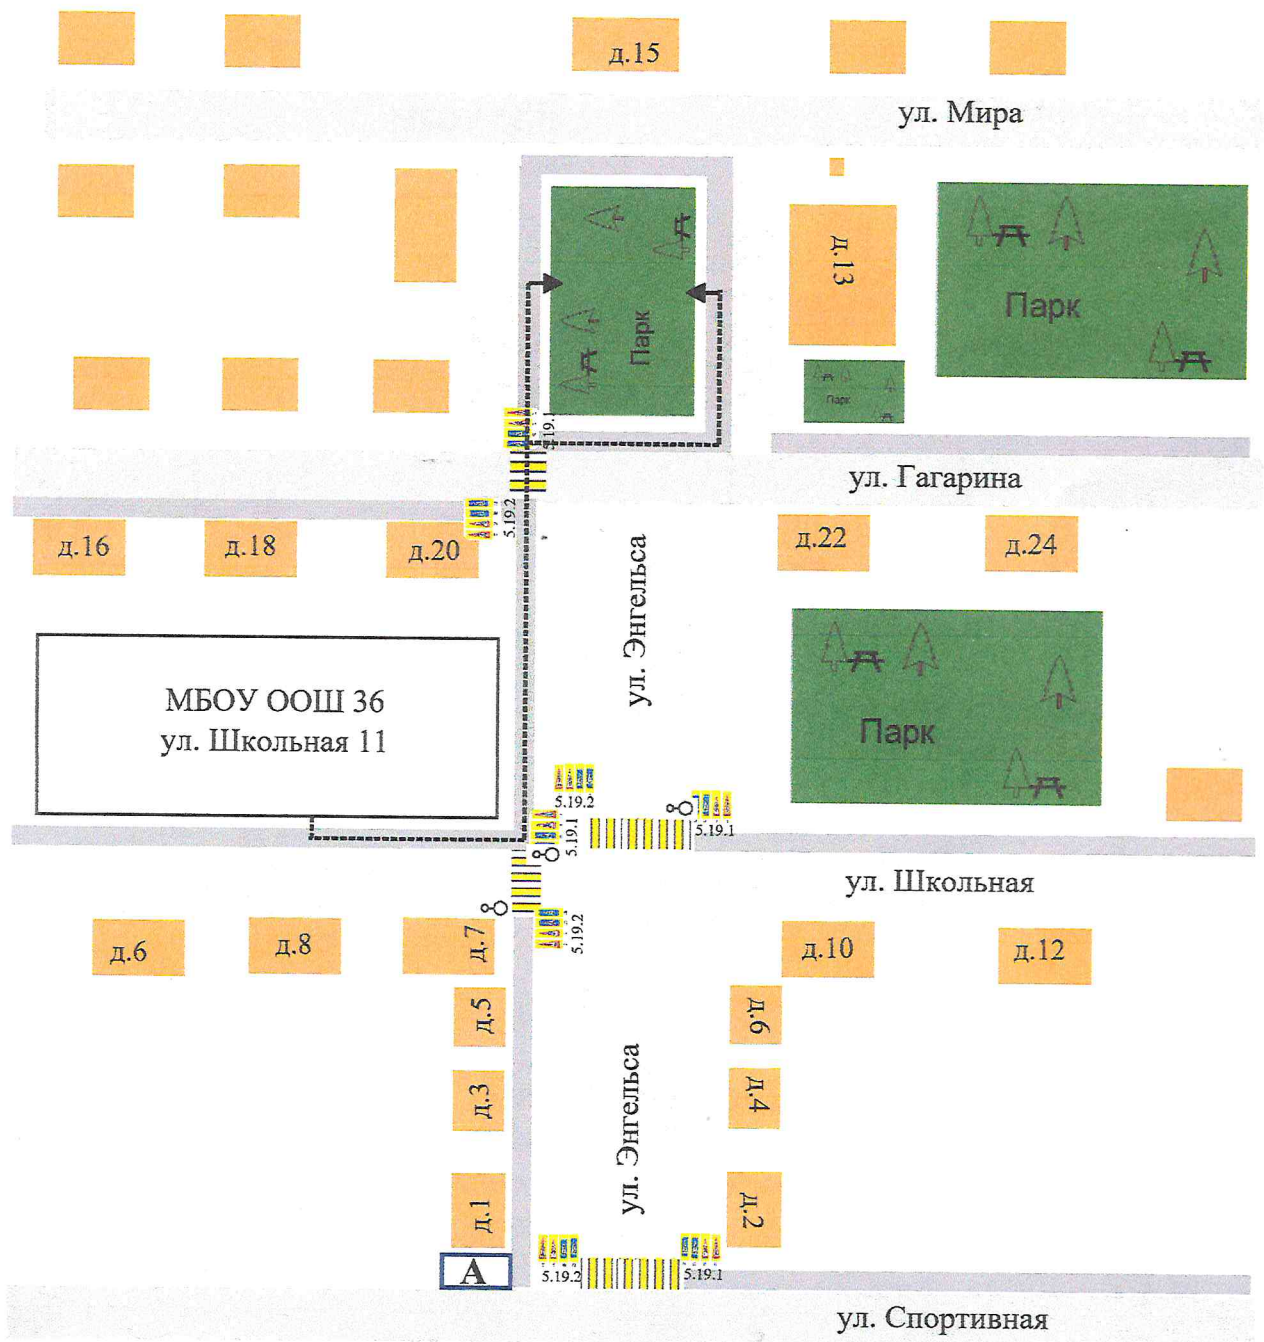 д.15
ул. Мира
д.13
Парк
Парк
Парк
5.19.1
ул. Гагарина
5.19.2
д.16
д.18
д.20
ул. Энгельса
д.22
д.24
МБОУ ООШ 36
ул. Школьная 11
Парк
5.19.2
5.19.1
5.19.1
ул. Школьная
5.19.2
д.6
д.8
д.7
д.10
д.12
д.5
д.6
д.3
д.4
ул. Энгельса
д.1
д.2
А
5.19.2
5.19.1
ул. Спортивная